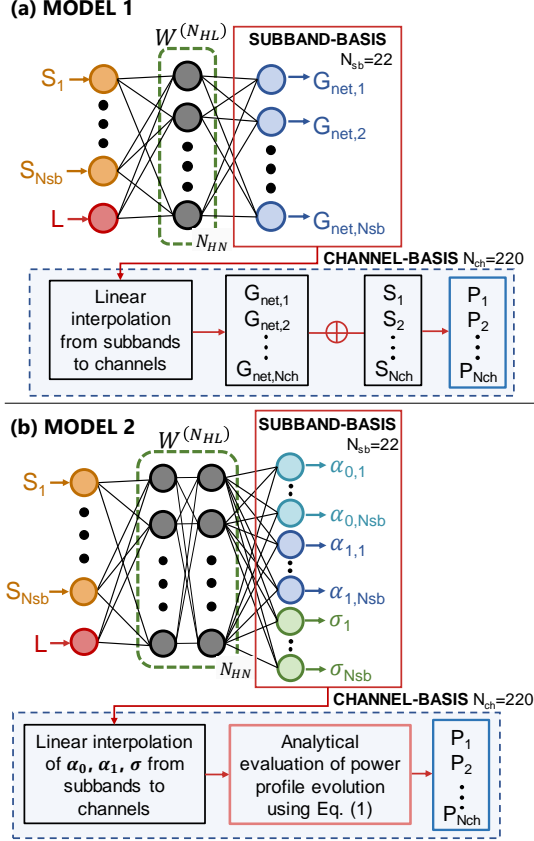 (a) MODEL 1
W^(N_HL)
SUBBAND-BASIS
N_sb=22
S_1
S_Nsb
L
G_net,1
G_net,2
G_net,Nsb
N_HN
CHANNEL-BASIS N_ch=220
Linear
interpolation
from subbands
to channels
G_net,1
G_net,2
G_net,Nch
S_1
S_2
S_Nch
P_1
P_2
P_Nch
(b) MODEL 2
W^(N_HL)
SUBBAND-BASIS
N_sb=22
S_1
S_Nsb
L
α_0,1
α_0,Nsb
α_1,1
α_1,Nsb
σ_1
σ_Nsb
N_HN
CHANNEL-BASIS N_ch=220
Linear interpolation
of α_0, α_1, σ from
subbands to
channels
Analytical
evaluation of power
profile evolution
using Eq. (1)
P_1
P_2
P_Nch